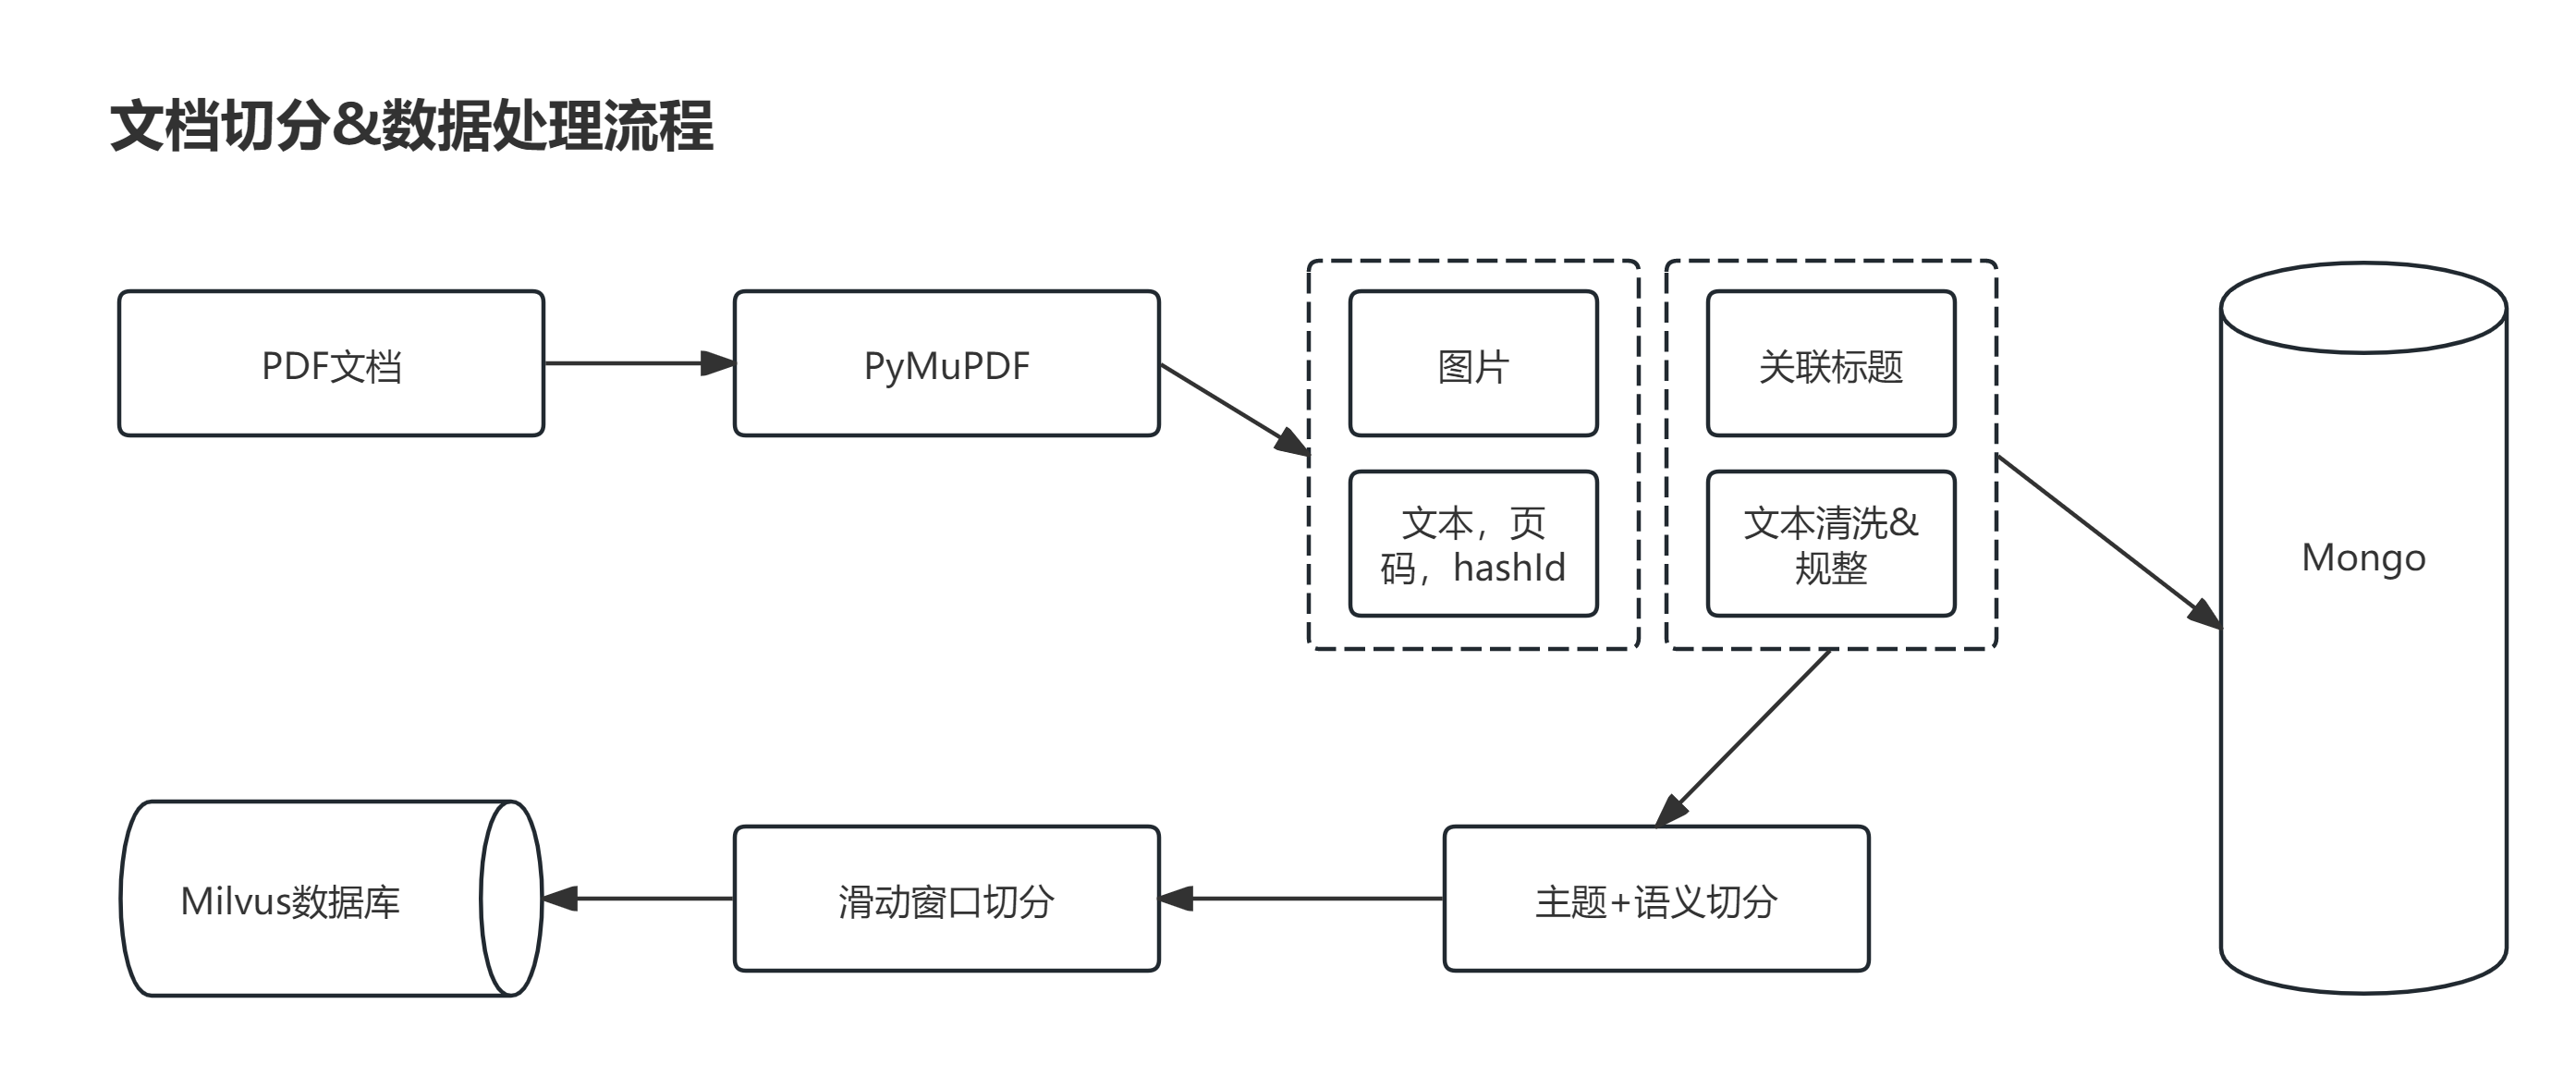 文档切分&数据处理流程
PDF文档
PyMuPDF
图片
关联标题
文本，页
码，hashId
文本清洗&
规整
Mongo
Milvus数据库
滑动窗口切分
主题+语义切分